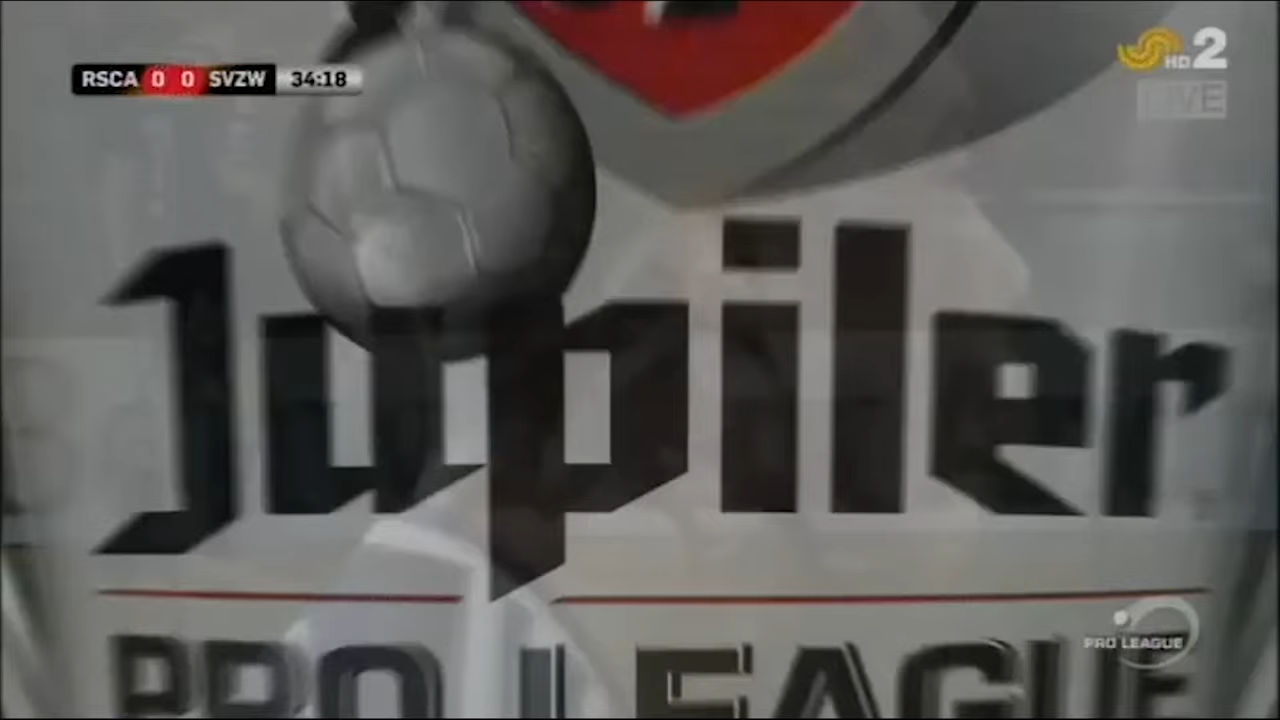 RSCA 0 0 SVZW 34:18
HD 2
LIVE
Jupiler
PRO LEAGUE
PRO LEAGUE